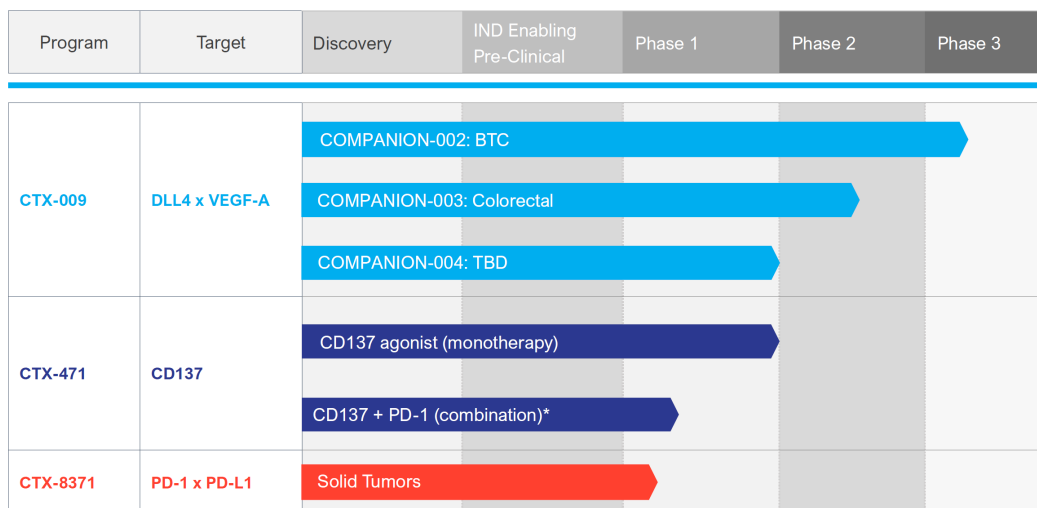 Program
Target
Discovery
IND Enabling
Pre-Clinical
Phase 1
Phase 2
Phase 3
CTX-009
DLL4 x VEGF-A
COMPANION-002: BTC
COMPANION-003: Colorectal
COMPANION-004: TBD
CTX-471
CD137
CD137 agonist (monotherapy)
CD137 + PD-1 (combination)*
CTX-8371
PD-1 x PD-L1
Solid Tumors